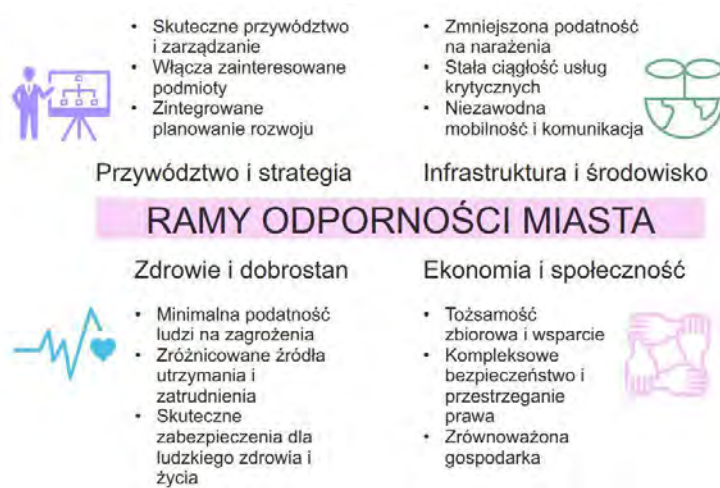 • Skuteczne przywództwo
i zarządzanie
• Włącza zainteresowane
podmioty
• Zintegrowane
planowanie rozwoju
Przywództwo i strategia
• Zmniejszona podatność
na narażenia
• Stała ciągłość usług
krytycznych
• Niezawodna
mobilność i komunikacja
Infrastruktura i środowisko
RAMY ODPORNOŚCI MIASTA
Zdrowie i dobrostan
• Minimalna podatność
ludzi na zagrożenia
• Zróżnicowane źródła
utrzymania i
zatrudnienia
• Skuteczne
zabezpieczenia dla
ludzkiego zdrowia i
życia
Ekonomia i społeczność
• Tożsamość
zbiorowa i wsparcie
• Kompleksowe
bezpieczeństwo i
przestrzeganie
prawa
• Zrównoważona
gospodarka